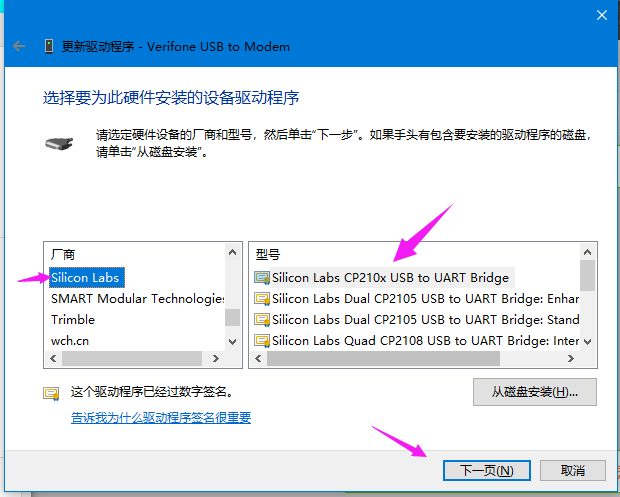 更新驱动程序 - Verifone USB to Modem
选择要为此硬件安装的设备驱动程序
请选定硬件设备的厂商和型号，然后单击“下一步”。如果手头有包含要安装的驱动程序的磁盘，
请单击“从磁盘安装”。
厂商
Silicon Labs
SMART Modular Technologies
Trimble
wch.cn
型号
Silicon Labs CP210x USB to UART Bridge
Silicon Labs Dual CP2105 USB to UART Bridge: Enhan
Silicon Labs Dual CP2105 USB to UART Bridge: Stand
Silicon Labs Quad CP2108 USB to UART Bridge: Inter
这个驱动程序已经过数字签名。
告诉我为什么驱动程序签名很重要
从磁盘安装(H)...
下一页(N)
取消